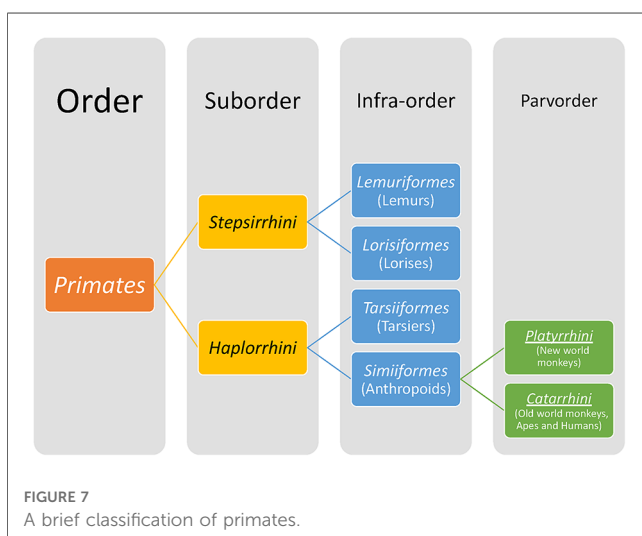 Order
Suborder
Infra-order
Parvorder
Primates
Stepsirrhini
Haplorrhini
Lemuriformes
(Lemurs)
Lorisiformes
(Lorises)
Tarsiiformes
(Tarsiers)
Simiiformes
(Anthropoids)
Platyrrhini
(New world
monkeys)
Catarrhini
(Old world monkeys,
Apes and Humans)
FIGURE 7
A brief classification of primates.